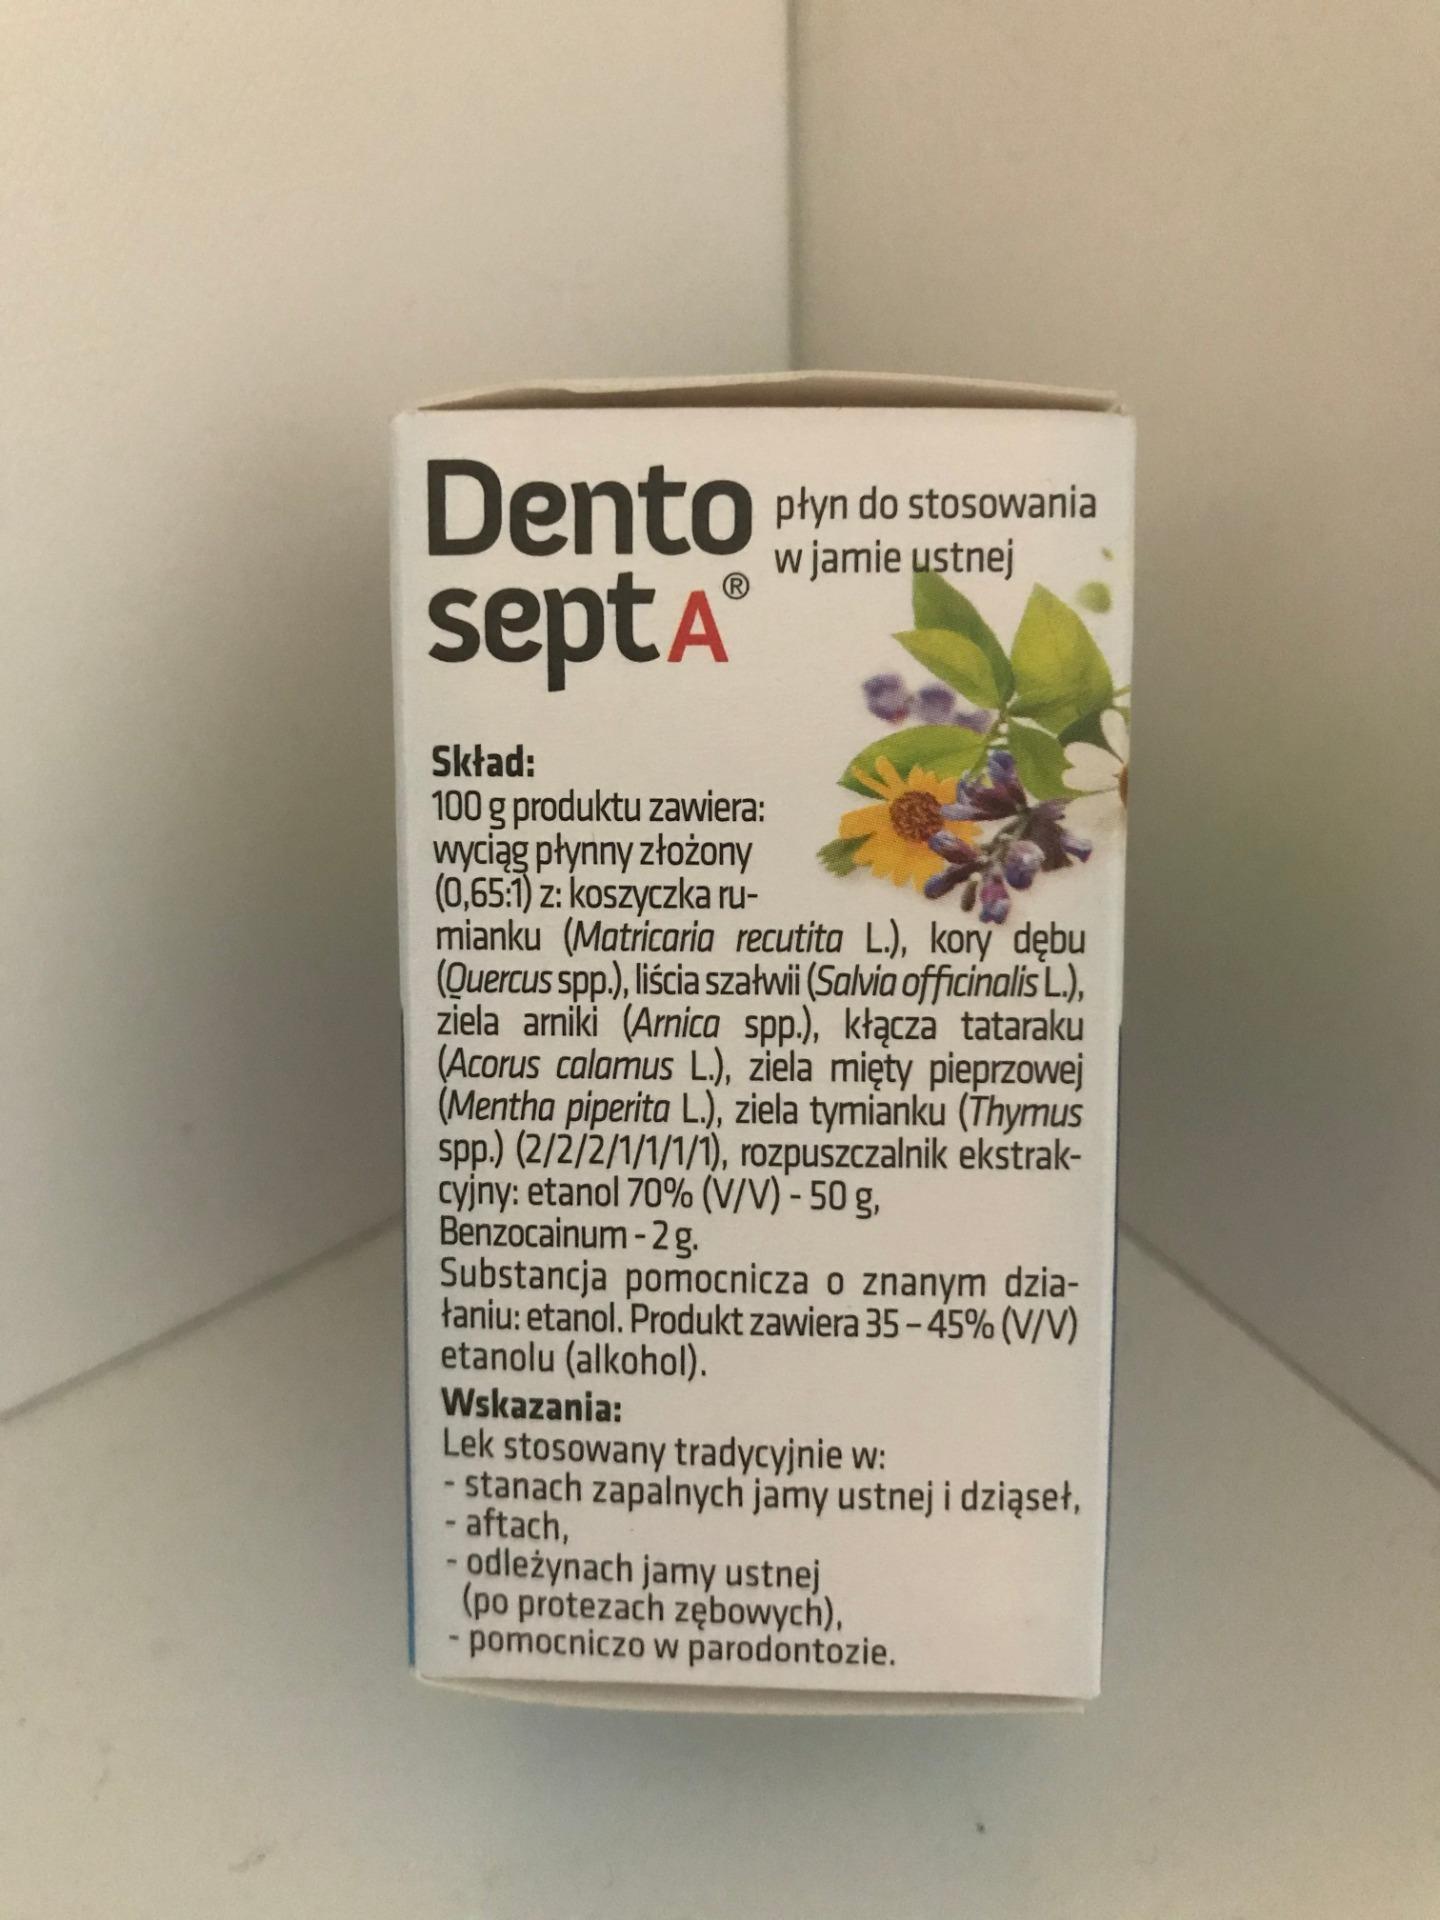 Dento
sept A®
płyn do stosowania
w jamie ustnej
Skład:
100 g produktu zawiera:
wyciąg płynny złożony
(0,65:1) z: koszyczka ru-
mianku (Matricaria recutita L.), kory dębu
(Quercus spp.), liścia szałwii (Salvia officinalis L.),
ziela arniki (Arnica spp.), kłącza tataraku
(Acorus calamus L.), ziela mięty pieprzowej
(Mentha piperita L.), ziela tymianku (Thymus
spp.) (2/2/2/1/1/1/1), rozpuszczalnik ekstrak-
cyjny: etanol 70% (V/V) - 50 g,
Benzocainum - 2 g.
Substancja pomocnicza o znanym dzia-
łaniu: etanol. Produkt zawiera 35 – 45% (V/V)
etanolu (alkohol).
Wskazania:
Lek stosowany tradycyjnie w:
- stanach zapalnych jamy ustnej i dziąseł,
- aftach,
- odleżynach jamy ustnej
(po protezach zębowych),
- pomocniczo w parodontozie.